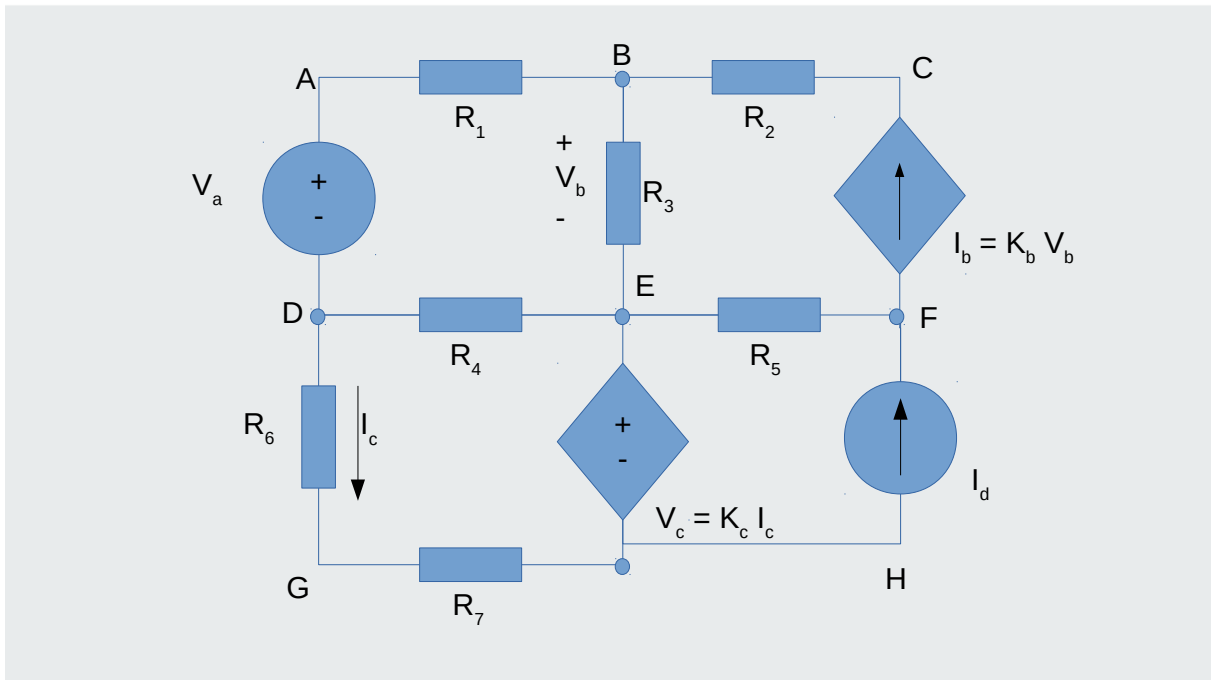 B
A
C
R1
R2
+
Vb
-
R3
Va
+
-
Ib = Kb Vb
E
D
F
R4
R5
R6
Ic
+
-
Id
Vc = Kc Ic
G
H
R7